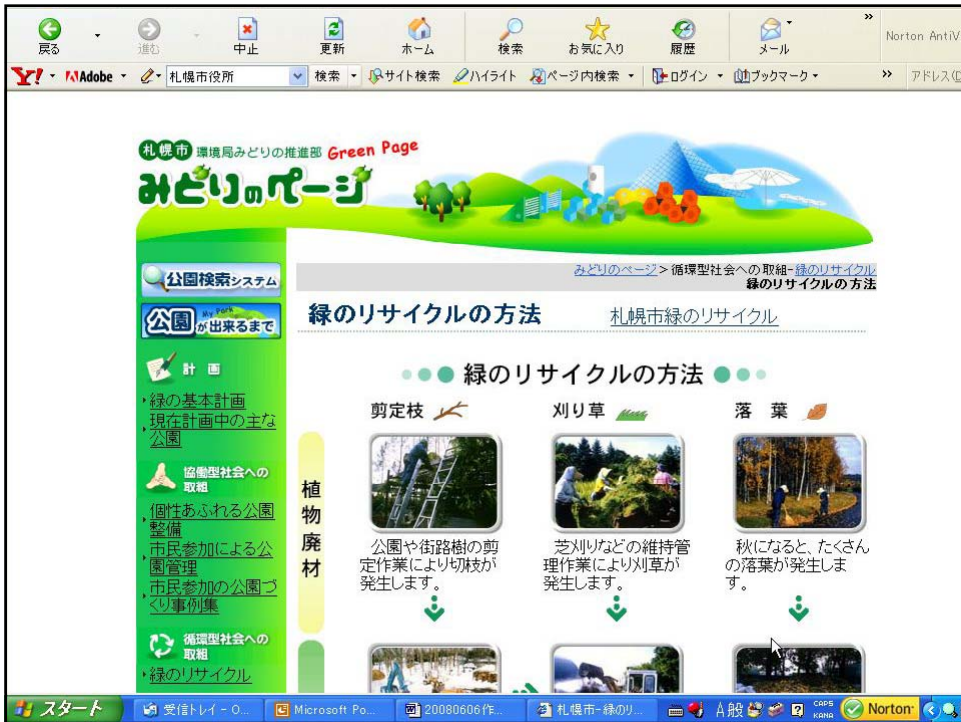 戻る 進む 中止 更新 ホーム 検索 お気に入り 履歴 メール » Norton AntiV
Y! Adobe 札幌市役所 検索 サイト検索 ハイライト ページ内検索 ログイン ブックマーク » アドレス(D
札幌市 環境局みどりの推進部 Green Page
みどりのページ
公園検索システム
My Park
公園が出来るまで
計 画
緑の基本計画
現在計画中の主な
公園
協働型社会への
取組
個性あふれる公園
整備
市民参加による公
園管理
市民参加の公園づ
くり事例集
循環型社会への
取組
緑のリサイクル
みどりのページ > 循環型社会への取組-緑のリサイクル
緑のリサイクルの方法
緑のリサイクルの方法 札幌市緑のリサイクル
緑のリサイクルの方法
剪定枝 刈り草 落 葉
植物廃材
公園や街路樹の剪
定作業により切枝が
発生します。
芝刈りなどの維持管
理作業により刈草が
発生します。
秋になると、たくさん
の落葉が発生しま
す。
スタート 受信トレイ - O... Microsoft Po... 20080606作... 札幌市-緑のリ... A 般 CAPS KANA Norton